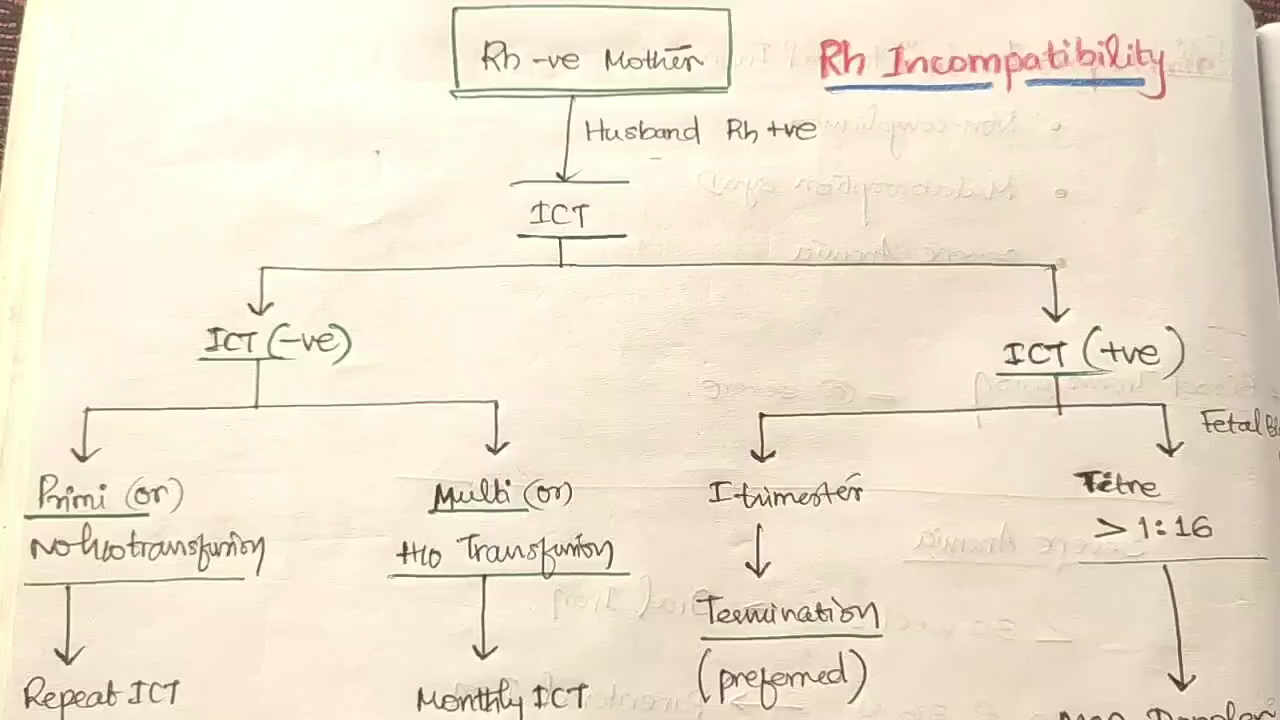 Rh -ve Mother
Rh Incompatibility
Husband Rh +ve
ICT
ICT (-ve)
ICT (+ve)
Fetal
Primi (or)
No h/o transfusion
Multi (or)
H/o Transfusion
I trimester
Titre
> 1:16
Termination
(preferred)
Repeat ICT
Monthly ICT